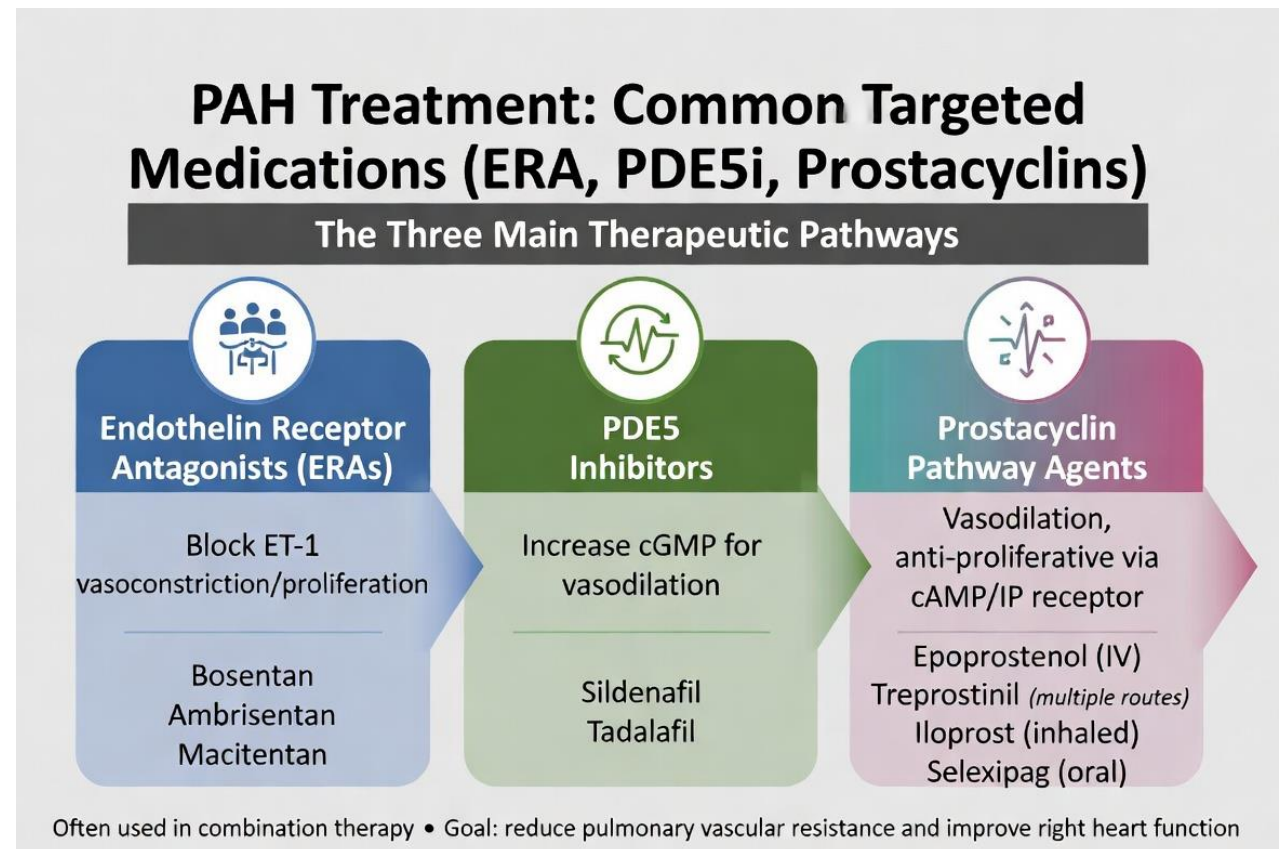 PAH Treatment: Common Targeted
Medications (ERA, PDE5i, Prostacyclins)
The Three Main Therapeutic Pathways
Endothelin Receptor
Antagonists (ERAs)
Block ET-1
vasoconstriction/proliferation
Bosentan
Ambrisentan
Macitentan
PDE5
Inhibitors
Increase cGMP for
vasodilation
Sildenafil
Tadalafil
Prostacyclin
Pathway Agents
Vasodilation,
anti-proliferative via
cAMP/IP receptor
Epoprostenol (IV)
Treprostinil (multiple routes)
Iloprost (inhaled)
Selexipag (oral)
Often used in combination therapy • Goal: reduce pulmonary vascular resistance and improve right heart function